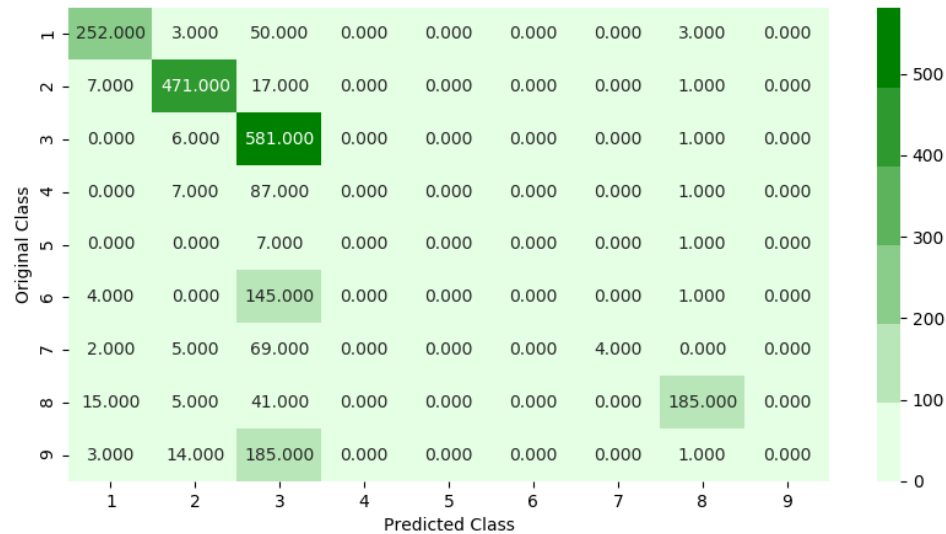 1 252.000 3.000 50.000 0.000 0.000 0.000 0.000 3.000 0.000
2 7.000 471.000 17.000 0.000 0.000 0.000 0.000 1.000 0.000
3 0.000 6.000 581.000 0.000 0.000 0.000 0.000 1.000 0.000
4 0.000 7.000 87.000 0.000 0.000 0.000 0.000 1.000 0.000
5 0.000 0.000 7.000 0.000 0.000 0.000 0.000 1.000 0.000
6 4.000 0.000 145.000 0.000 0.000 0.000 0.000 1.000 0.000
7 2.000 5.000 69.000 0.000 0.000 0.000 4.000 0.000 0.000
8 15.000 5.000 41.000 0.000 0.000 0.000 0.000 185.000 0.000
9 3.000 14.000 185.000 0.000 0.000 0.000 0.000 1.000 0.000
1 2 3 4 5 6 7 8 9
Predicted Class
Original Class
500
400
300
200
100
0